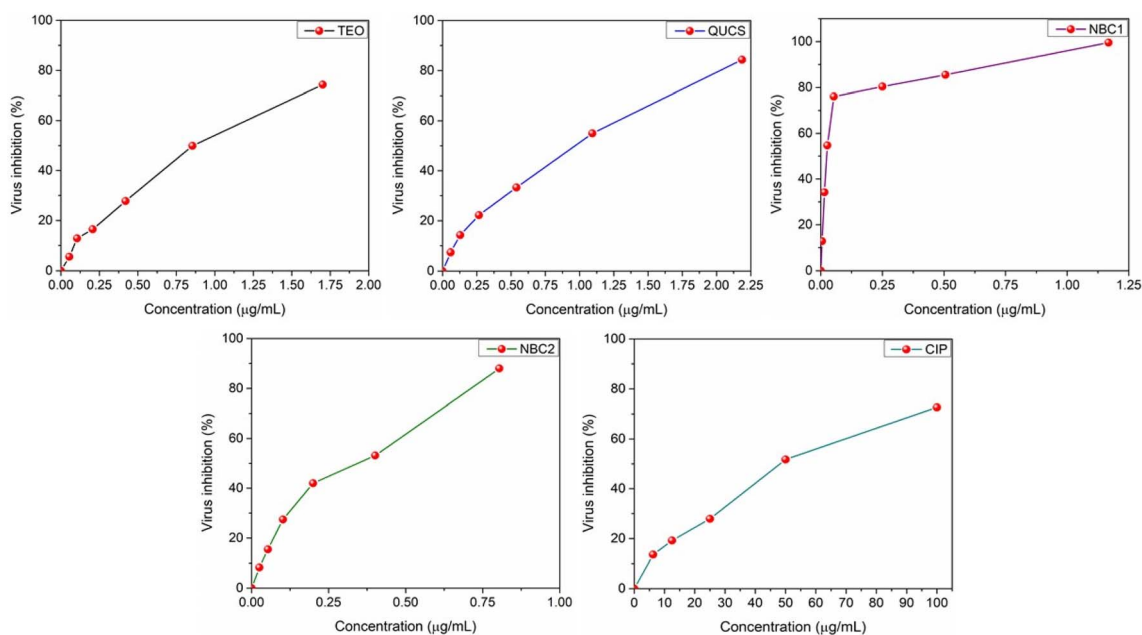 TEO
Virus inhibition (%)
100
80
60
40
20
0
0.00 0.25 0.50 0.75 1.00 1.25 1.50 1.75 2.00
Concentration (μg/mL)
QUCS
Virus inhibition (%)
100
80
60
40
20
0
0.00 0.25 0.50 0.75 1.00 1.25 1.50 1.75 2.00 2.25
Concentration (μg/mL)
NBC1
Virus inhibition (%)
100
80
60
40
20
0
0.00 0.25 0.50 0.75 1.00 1.25
Concentration (μg/mL)
NBC2
Virus inhibition (%)
100
80
60
40
20
0
0.00 0.25 0.50 0.75 1.00
Concentration (μg/mL)
CIP
Virus inhibition (%)
100
80
60
40
20
0
0 10 20 30 40 50 60 70 80 90 100
Concentration (μg/mL)